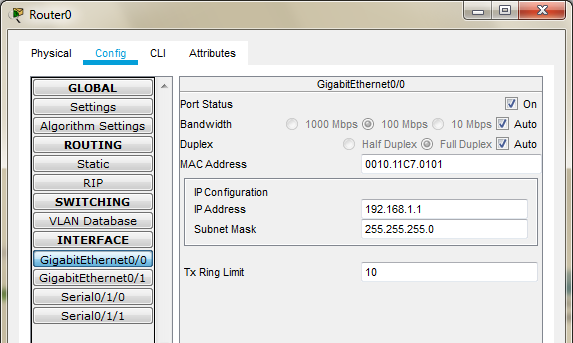 Router0
Physical Config CLI Attributes
GLOBAL
Settings
Algorithm Settings
ROUTING
Static
RIP
SWITCHING
VLAN Database
INTERFACE
GigabitEthernet0/0
GigabitEthernet0/1
Serial0/1/0
Serial0/1/1
GigabitEthernet0/0
Port Status On
Bandwidth 1000 Mbps 100 Mbps 10 Mbps Auto
Duplex Half Duplex Full Duplex Auto
MAC Address 0010.11C7.0101
IP Configuration
IP Address 192.168.1.1
Subnet Mask 255.255.255.0
Tx Ring Limit 10